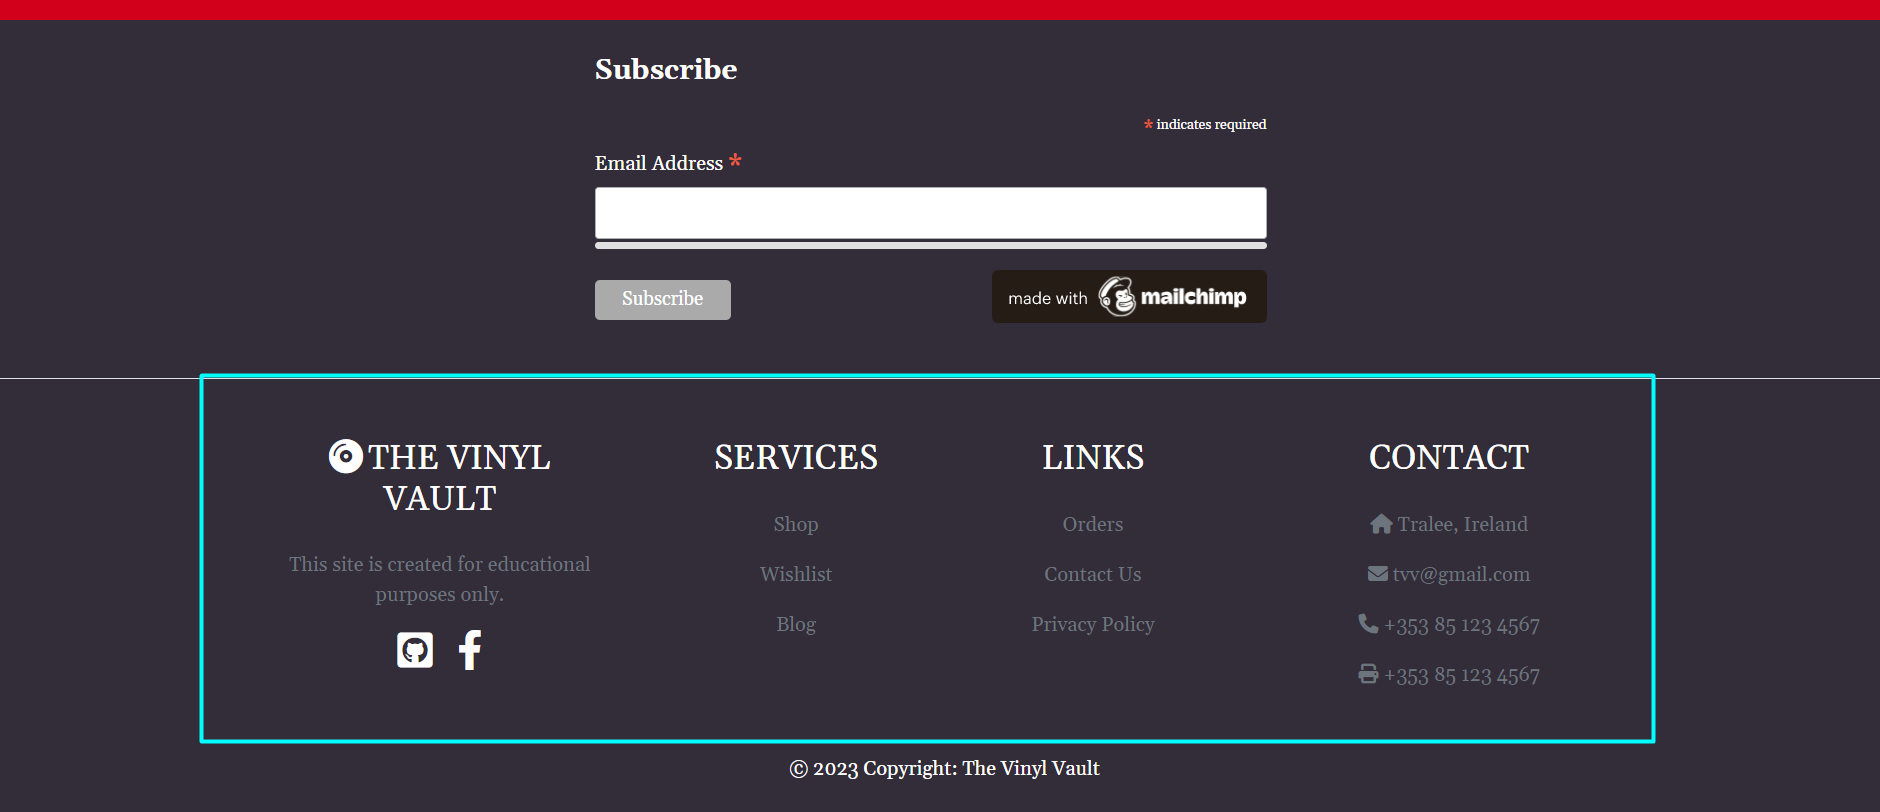 Subscribe
* indicates required
Email Address *
Subscribe
made with mailchimp
THE VINYL
VAULT
This site is created for educational
purposes only.
SERVICES
Shop
Wishlist
Blog
LINKS
Orders
Contact Us
Privacy Policy
CONTACT
Tralee, Ireland
tvv@gmail.com
+353 85 123 4567
+353 85 123 4567
© 2023 Copyright: The Vinyl Vault